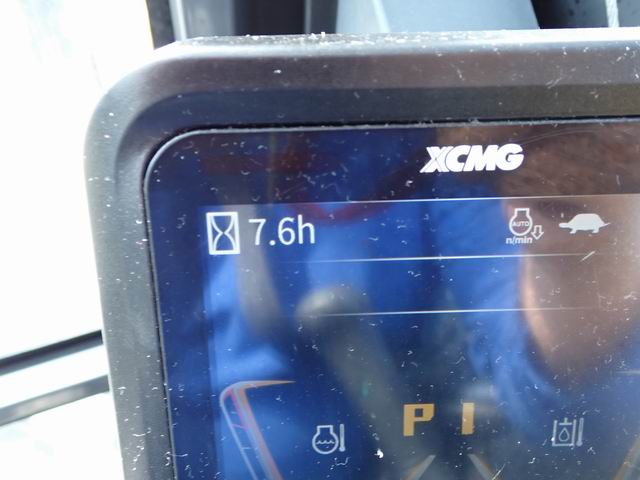 XCMG
7.6h
AUTO
n/min
P I